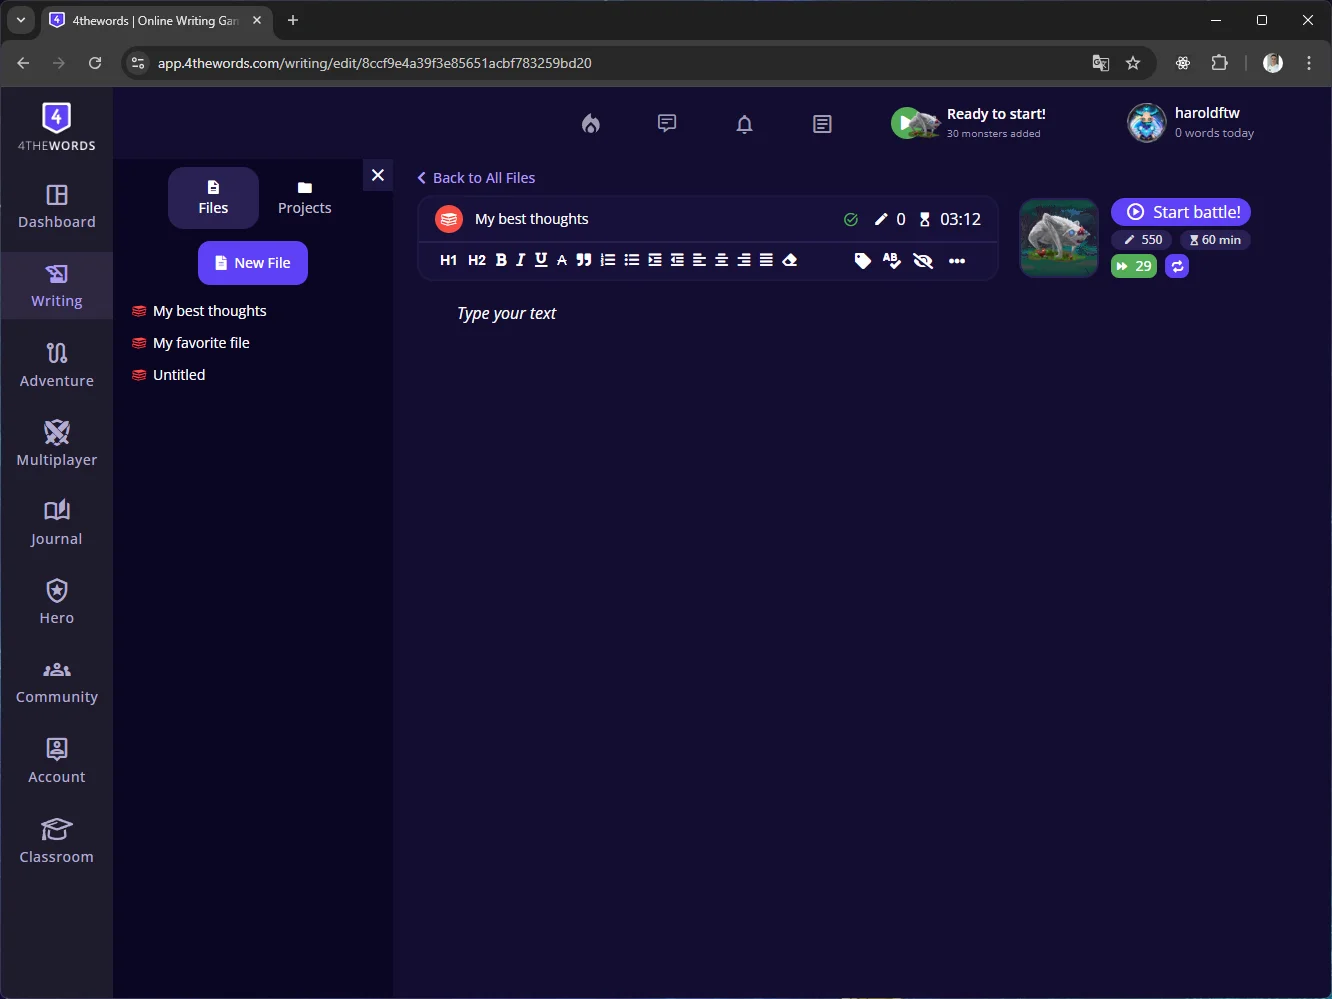 4thewords | Online Writing Gan
app.4thewords.com/writing/edit/8ccf9e4a39f3e85651acbf783259bd20
4
4THEWORDS
Ready to start!
30 monsters added
haroldftw
0 words today
Dashboard
Writing
Adventure
Multiplayer
Journal
Hero
Community
Account
Classroom
Files
Projects
New File
My best thoughts
My favorite file
Untitled
Back to All Files
My best thoughts
0
03:12
H1 H2 B I U A
Type your text
Start battle!
550
60 min
29